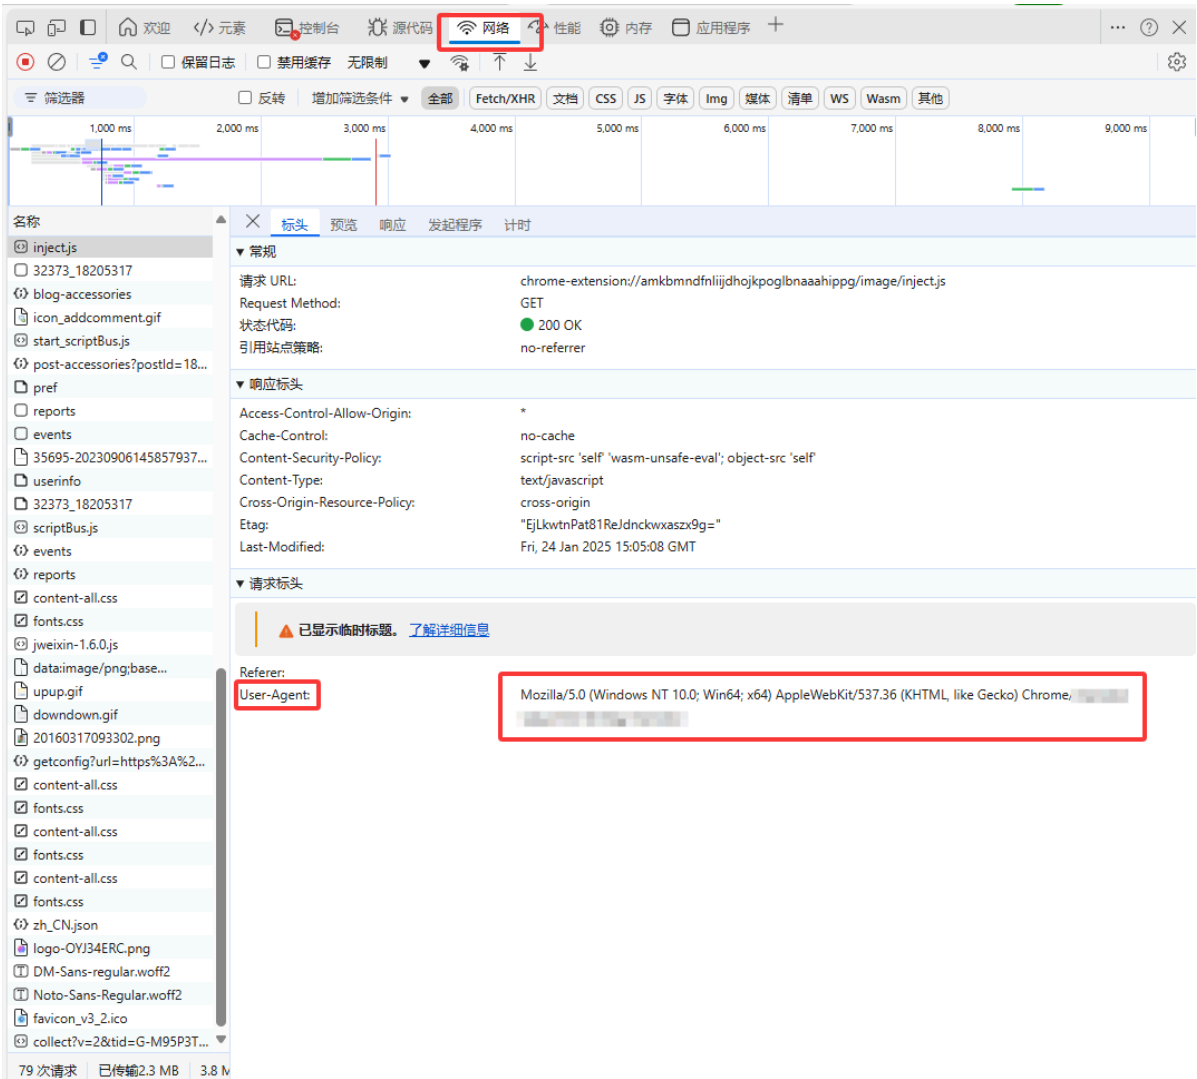 欢迎 元素 控制台 源代码 网络 性能 内存 应用程序
保留日志 禁用缓存 无限制
筛选器 反转 增加筛选条件 全部 Fetch/XHR 文档 CSS JS 字体 Img 媒体 清单 WS Wasm 其他
1,000 ms 2,000 ms 3,000 ms 4,000 ms 5,000 ms 6,000 ms 7,000 ms 8,000 ms 9,000 ms
名称
inject.js
32373_18205317
blog-accessories
icon_addcomment.gif
start_scriptBus.js
post-accessories?postId=18...
pref
reports
events
35695-20230906145857937...
userinfo
32373_18205317
scriptBus.js
events
reports
content-all.css
fonts.css
jweixin-1.6.0.js
data:image/png;base...
upup.gif
downdown.gif
20160317093302.png
getconfig?url=https%3A%2...
content-all.css
fonts.css
content-all.css
fonts.css
content-all.css
fonts.css
zh_CN.json
logo-OYJ34ERC.png
DM-Sans-regular.woff2
Noto-Sans-Regular.woff2
favicon_v3_2.ico
collect?v=2&tid=G-M95P3T...
79 次请求 已传输2.3 MB 3.8 M
标头 预览 响应 发起程序 计时
常规
请求 URL: chrome-extension://amkbmndfnliijdhojkpoglbnaaahippg/image/inject.js
Request Method: GET
状态代码: 200 OK
引用站点策略: no-referrer
响应标头
Access-Control-Allow-Origin: *
Cache-Control: no-cache
Content-Security-Policy: script-src 'self' 'wasm-unsafe-eval'; object-src 'self'
Content-Type: text/javascript
Cross-Origin-Resource-Policy: cross-origin
Etag: "EjLkwtnPat81ReJdnckwxaszx9g="
Last-Modified: Fri, 24 Jan 2025 15:05:08 GMT
请求标头
已显示临时标题。 了解详细信息
Referer:
User-Agent: Mozilla/5.0 (Windows NT 10.0; Win64; x64) AppleWebKit/537.36 (KHTML, like Gecko) Chrome/